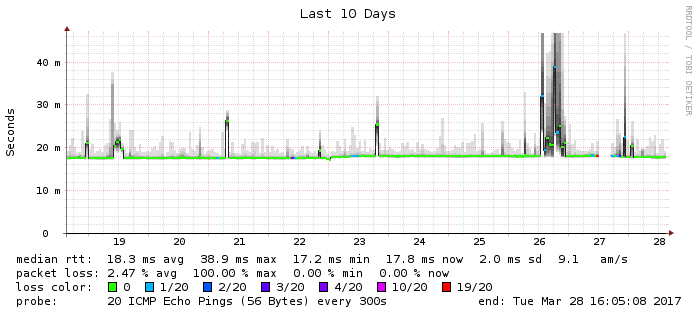 Last 10 Days
RRDTOOL / TOBI OETIKER
Seconds
40 m
30 m
20 m
10 m
0
19 20 21 22 23 24 25 26 27 28
median rtt: 18.3 ms avg 38.9 ms max 17.2 ms min 17.8 ms now 2.0 ms sd 9.1 am/s
packet loss: 2.47 % avg 100.00 % max 0.00 % min 0.00 % now
loss color: 0 1/20 2/20 3/20 4/20 10/20 19/20
probe: 20 ICMP Echo Pings (56 Bytes) every 300s end: Tue Mar 28 16:05:08 2017